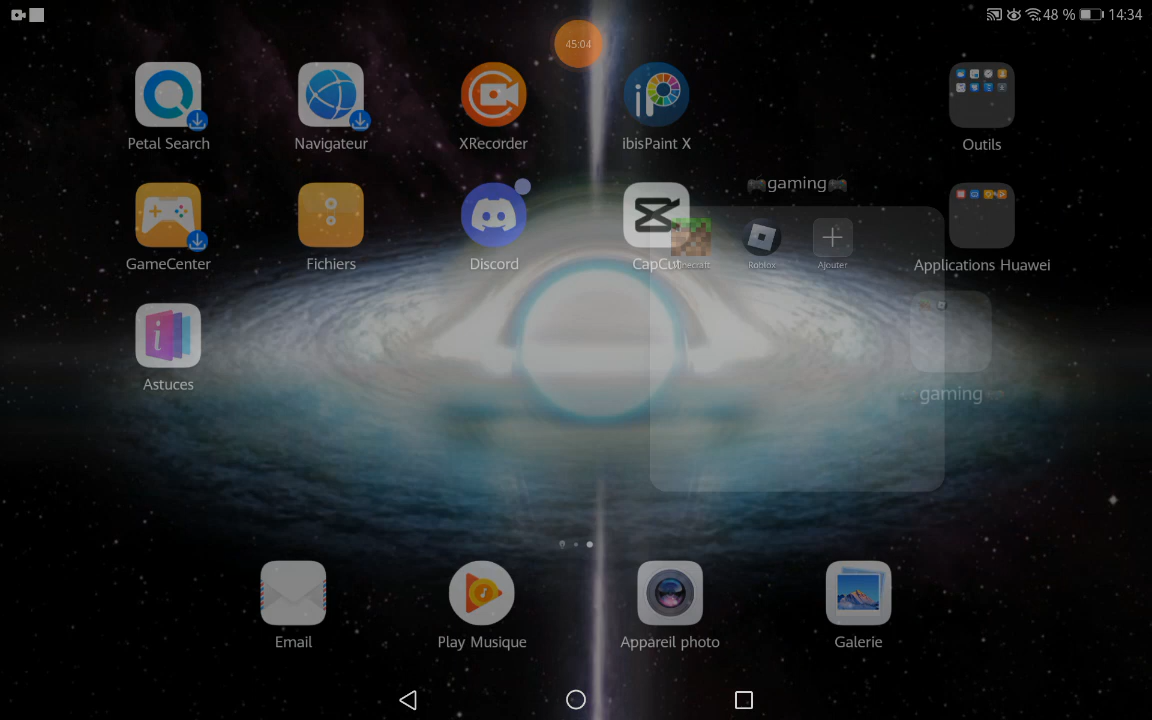 48 % 14:34
45:04
Petal Search
Navigateur
XRecorder
ibisPaint X
Outils
🎮gaming🎮
GameCenter
Fichiers
Discord
CapCut
Minecraft
Roblox
Ajouter
Applications Huawei
Astuces
🎮gaming🎮
Email
Play Musique
Appareil photo
Galerie